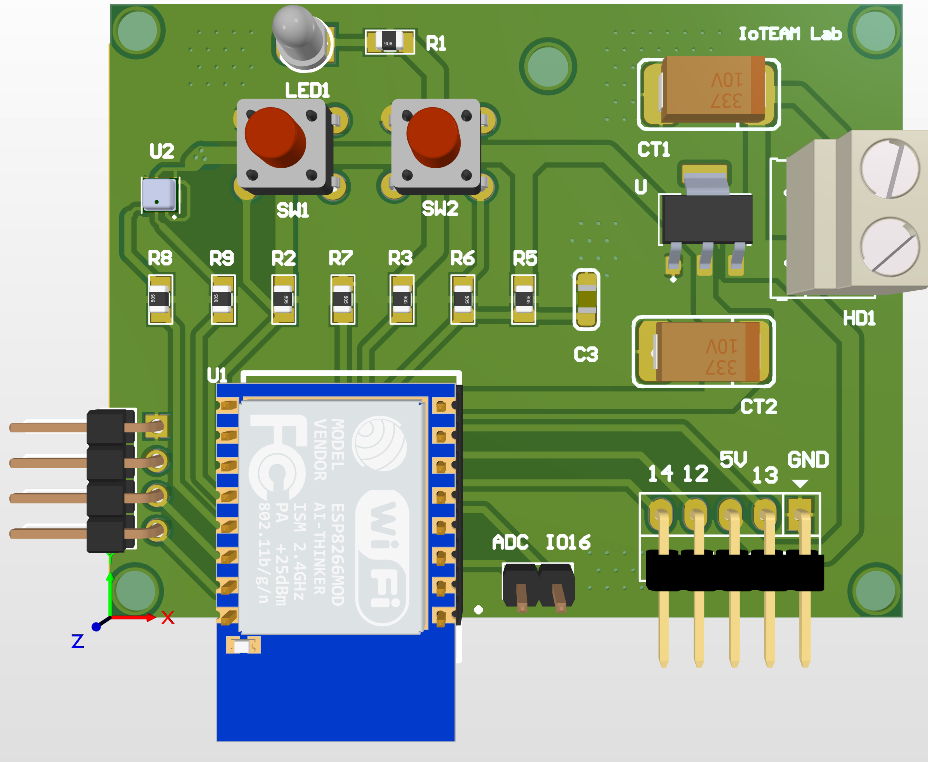 IoTEAM Lab
R1
LED1
337
10V
CT1
U2
U
SW1
SW2
R8 R9 R2 R7 R3 R6 R5
HD1
C3
337
10V
CT2
U1
FC
MODEL ESP8266MOD
VENDOR AI-THINKER
ISM 2.4GHz
PA +25dBm
802.11b/g/n
WiFi
14 12 5V 13 GND
ADC IO16
X
Z